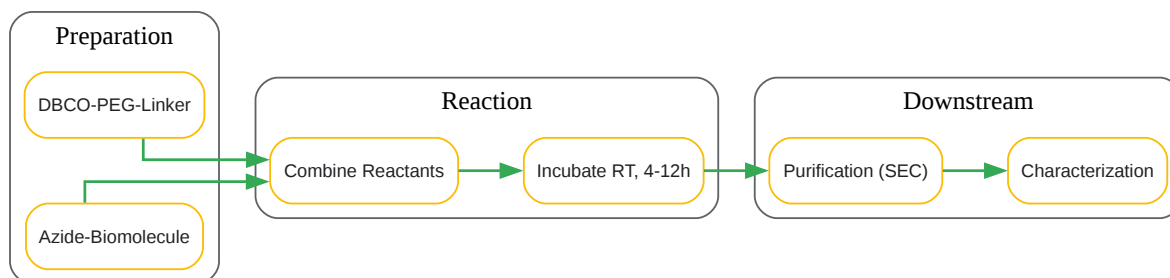 Preparation
DBCO-PEG-Linker
Azide-Biomolecule
Reaction
Combine Reactants
Incubate RT, 4-12h
Downstream
Purification (SEC)
Characterization